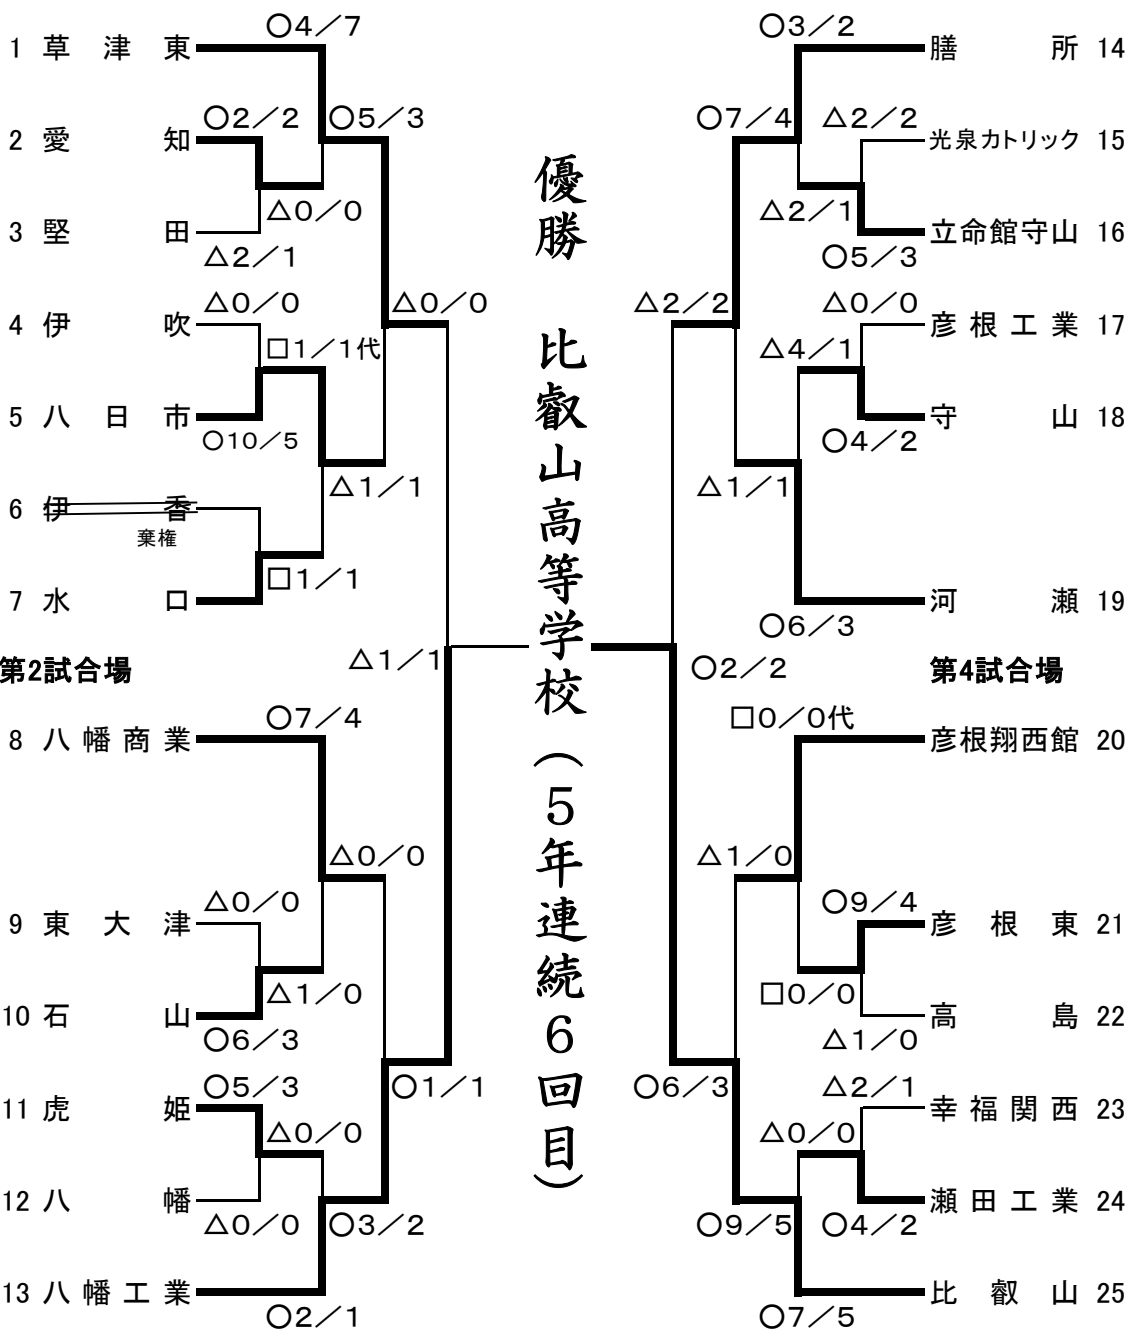 ○4／7
1 草津東
○2／2 ○5／3
2 愛知
△0／0
3 堅田
△2／1
△0／0
4 伊吹
△0／0
□1／1代
5 八日市
○10／5
△1／1
6 伊香
棄権
□1／1
7 水口
第2試合場
△1／1
○7／4
8 八幡商業
△0／0
△0／0
9 東大津
△1／0
10 石山
○6／3
○5／3
○1／1
11 虎姫
△0／0
12 八幡
△0／0 ○3／2
13 八幡工業
○2／1
優勝 比叡山高等学校（5年連続6回目）
○3／2
膳所 14
○7／4 △2／2
光泉カトリック 15
△2／1
立命館守山 16
○5／3
△2／2
△0／0
彦根工業 17
△4／1
守山 18
○4／2
△1／1
河瀬 19
○6／3
○2／2
第4試合場
□0／0代
彦根翔西館 20
△1／0
○9／4
彦根東 21
□0／0
高島 22
△1／0
○6／3
△2／1
幸福関西 23
△0／0
瀬田工業 24
○9／5 ○4／2
比叡山 25
○7／5